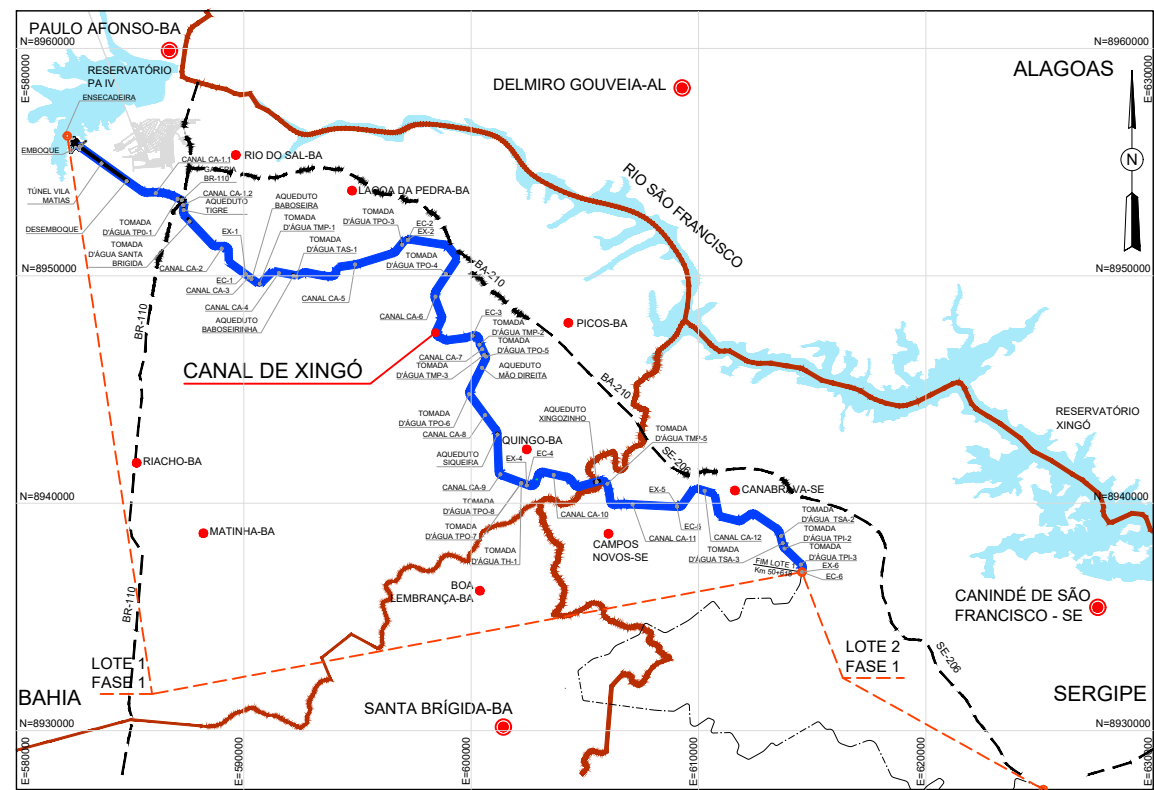 PAULO AFONSO-BA
N=8960000
N=8960000
E=580000
E=630000
RESERVATÓRIO
PA IV
ENSECADEIRA
DELMIRO GOUVEIA-AL
ALAGOAS
N
EMBOQUE
RIO DO SAL-BA
CANAL CA-1.1
GALERIA
BR-110
LAGOA DA PEDRA-BA
RIO SÃO FRANCISCO
TÚNEL VILA
MATIAS
CANAL CA-1.2
AQUEDUTO
TIGRE
AQUEDUTO
BABOSEIRA
DESEMBOQUE
TOMADA
D'ÁGUA TP0-1
TOMADA
D'ÁGUA SANTA
BRIGIDA
EX-1
TOMADA
D'ÁGUA TMP-1
TOMADA
D'ÁGUA TAS-1
TOMADA
D'ÁGUA TPO-3
EC-2
EX-2
TOMADA
D'ÁGUA TPO-4
CANAL CA-2
EC-1
CANAL CA-3
CANAL CA-4
AQUEDUTO
BABOSEIRINHA
CANAL CA-5
N=8950000
N=8950000
BA-210
CANAL CA-6
BR-110
EC-3
TOMADA
D'ÁGUA TMP-2
TOMADA
D'ÁGUA TPO-5
PICOS-BA
CANAL DE XINGÓ
CANAL CA-7
TOMADA
D'ÁGUA TMP-3
AQUEDUTO
MÃO DIREITA
BA-210
TOMADA
D'ÁGUA TPO-6
CANAL CA-8
AQUEDUTO
XINGOZINHO
RESERVATÓRIO
XINGÓ
QUINGO-BA
TOMADA
D'ÁGUA TMP-5
AQUEDUTO
SIQUEIRA
EX-4
EC-4
SE-206
RIACHO-BA
CANAL CA-9
TOMADA
D'ÁGUA TPO-8
EX-5
CANABRAVA-SE
N=8940000
N=8940000
CANAL CA-10
TOMADA
D'ÁGUA TSA-2
TOMADA
D'ÁGUA TPO-7
EC-5
CANAL CA-11
CANAL CA-12
TOMADA
D'ÁGUA TPI-2
MATINHA-BA
CAMPOS
NOVOS-SE
TOMADA
D'ÁGUA TH-1
TOMADA
D'ÁGUA TSA-3
TOMADA
D'ÁGUA TPI-3
FIM LOTE 1
Km 50+618
EX-6
EC-6
BOA
LEMBRANÇA-BA
CANINDÉ DE SÃO
FRANCISCO - SE
BR-110
LOTE 1
FASE 1
LOTE 2
FASE 1
SE-206
BAHIA
SERGIPE
SANTA BRÍGIDA-BA
N=8930000
N=8930000
E=580000
E=590000
E=600000
E=610000
E=620000
E=630000